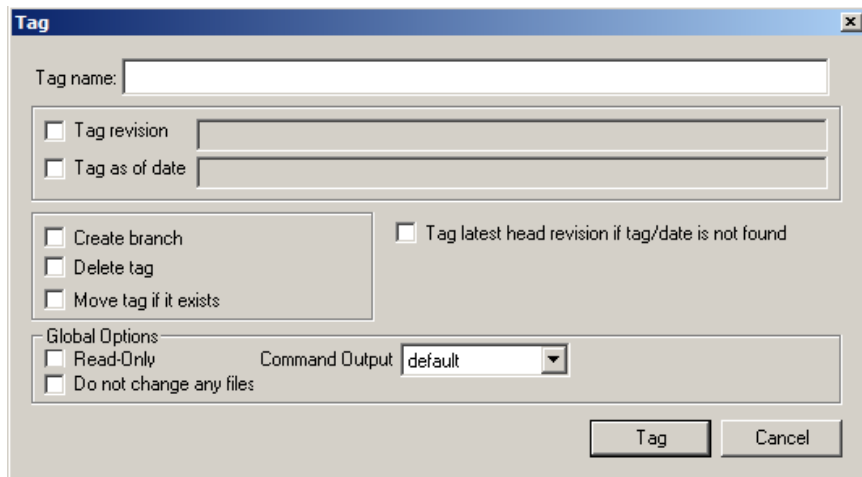 Tag
Tag name:
Tag revision
Tag as of date
Create branch
Tag latest head revision if tag/date is not found
Delete tag
Move tag if it exists
Global Options
Read-Only Command Output default
Do not change any files
Tag Cancel